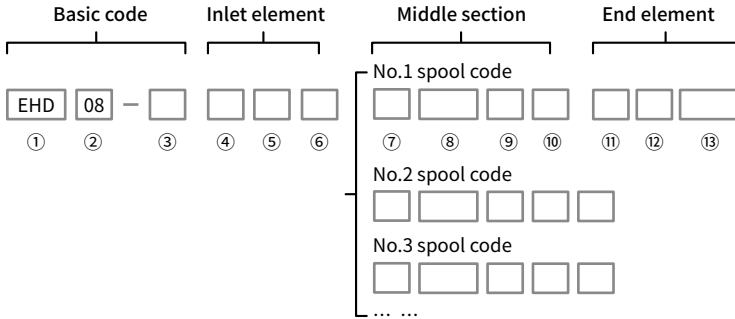 Basic code Inlet element Middle section End element
No.1 spool code
EHD 08 –
① ② ③ ④ ⑤ ⑥ ⑦ ⑧ ⑨ ⑩ ⑪ ⑫ ⑬
No.2 spool code
No.3 spool code
... ...